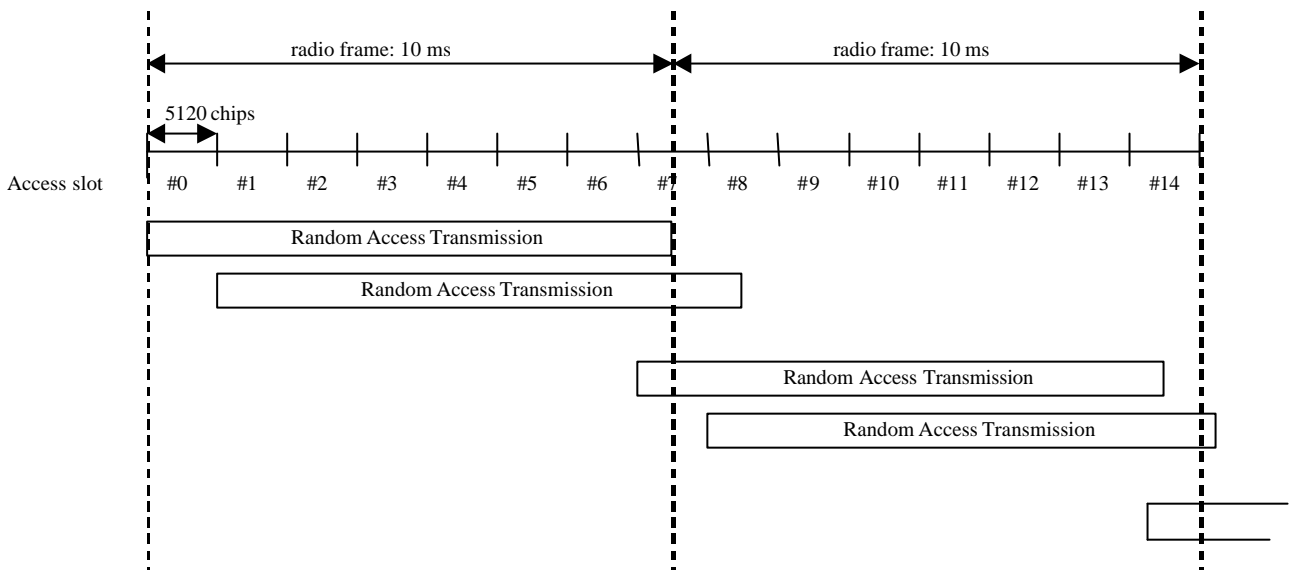 radio frame: 10 ms radio frame: 10 ms
5120 chips
Access slot #0 #1 #2 #3 #4 #5 #6 #7 #8 #9 #10 #11 #12 #13 #14
Random Access Transmission
Random Access Transmission
Random Access Transmission
Random Access Transmission